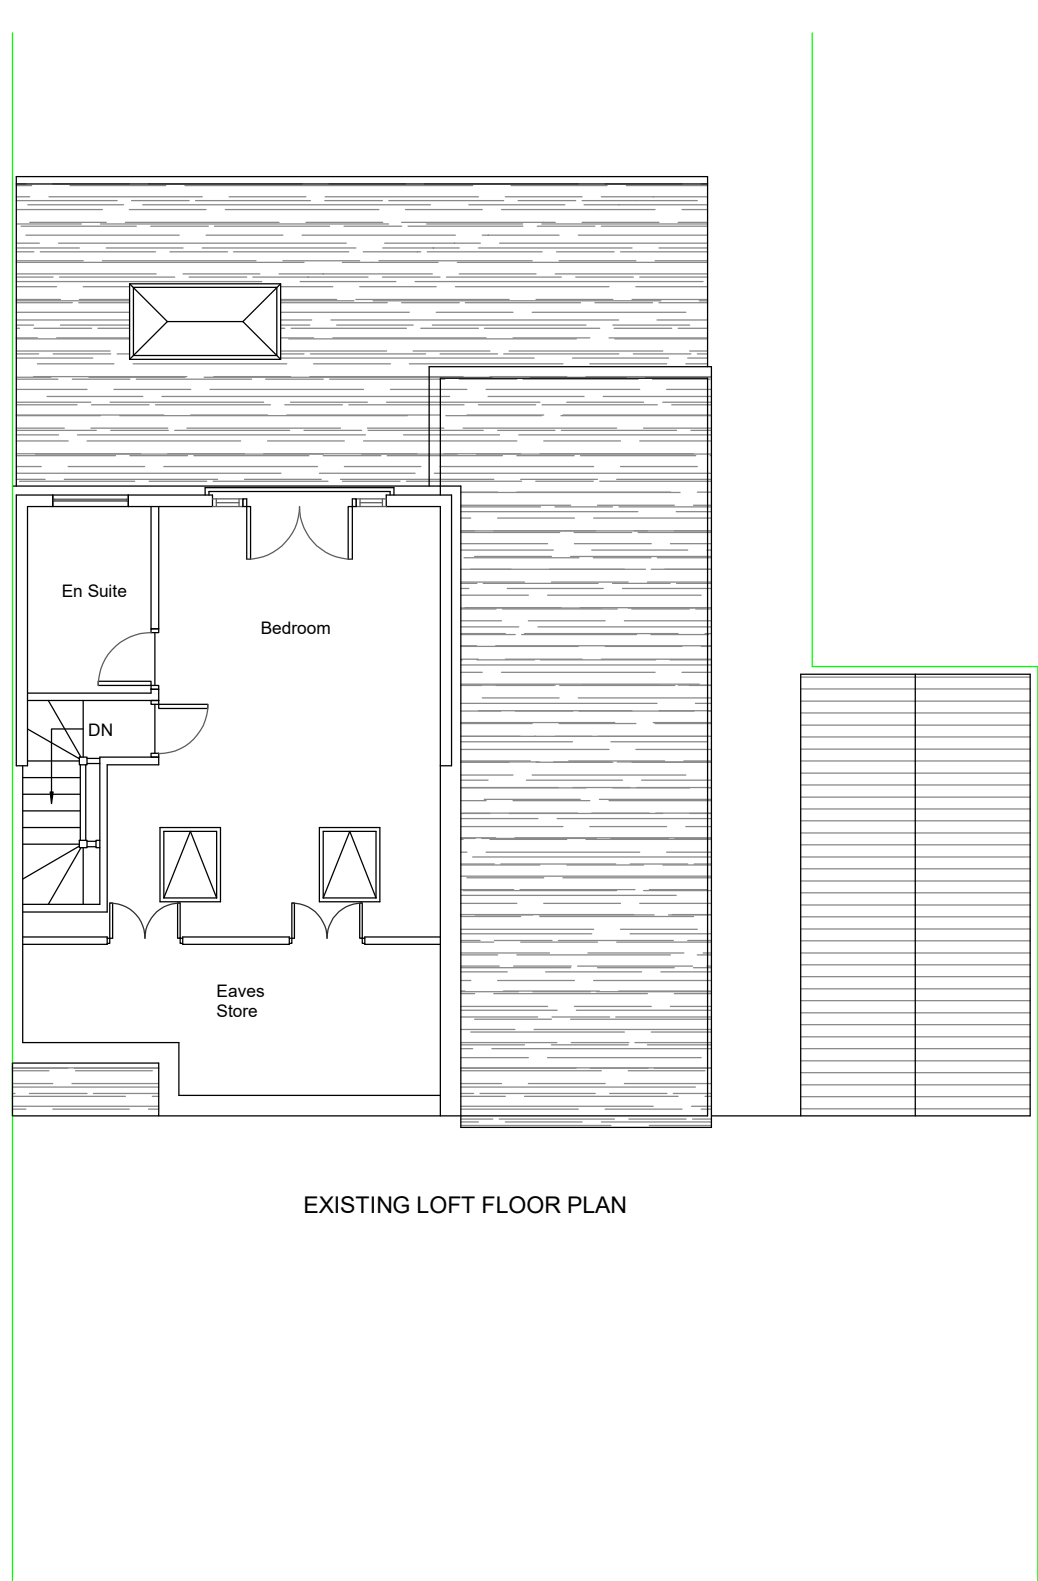 En Suite
Bedroom
DN
Eaves
Store
EXISTING LOFT FLOOR PLAN